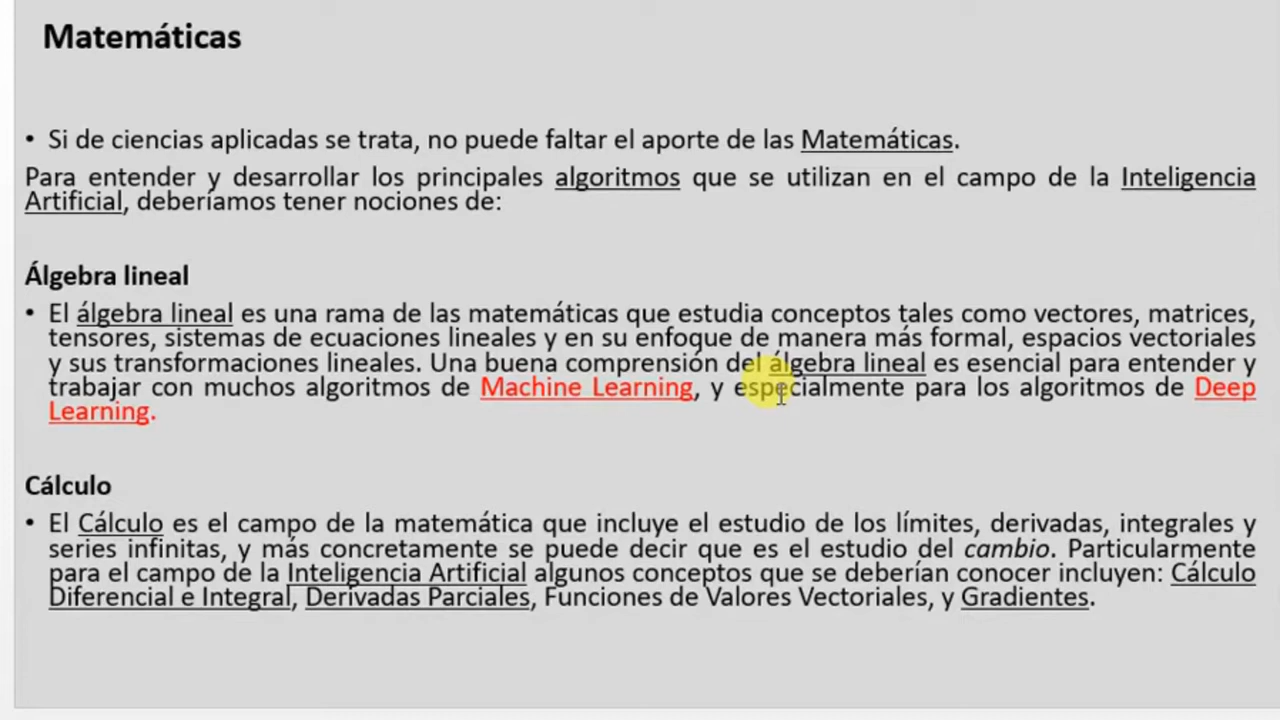 Matemáticas
• Si de ciencias aplicadas se trata, no puede faltar el aporte de las Matemáticas.
Para entender y desarrollar los principales algoritmos que se utilizan en el campo de la Inteligencia
Artificial, deberíamos tener nociones de:
Álgebra lineal
• El álgebra lineal es una rama de las matemáticas que estudia conceptos tales como vectores, matrices,
tensores, sistemas de ecuaciones lineales y en su enfoque de manera más formal, espacios vectoriales
y sus transformaciones lineales. Una buena comprensión del álgebra lineal es esencial para entender y
trabajar con muchos algoritmos de Machine Learning, y especialmente para los algoritmos de Deep
Learning.
Cálculo
• El Cálculo es el campo de la matemática que incluye el estudio de los límites, derivadas, integrales y
series infinitas, y más concretamente se puede decir que es el estudio del cambio. Particularmente
para el campo de la Inteligencia Artificial algunos conceptos que se deberían conocer incluyen: Cálculo
Diferencial e Integral, Derivadas Parciales, Funciones de Valores Vectoriales, y Gradientes.